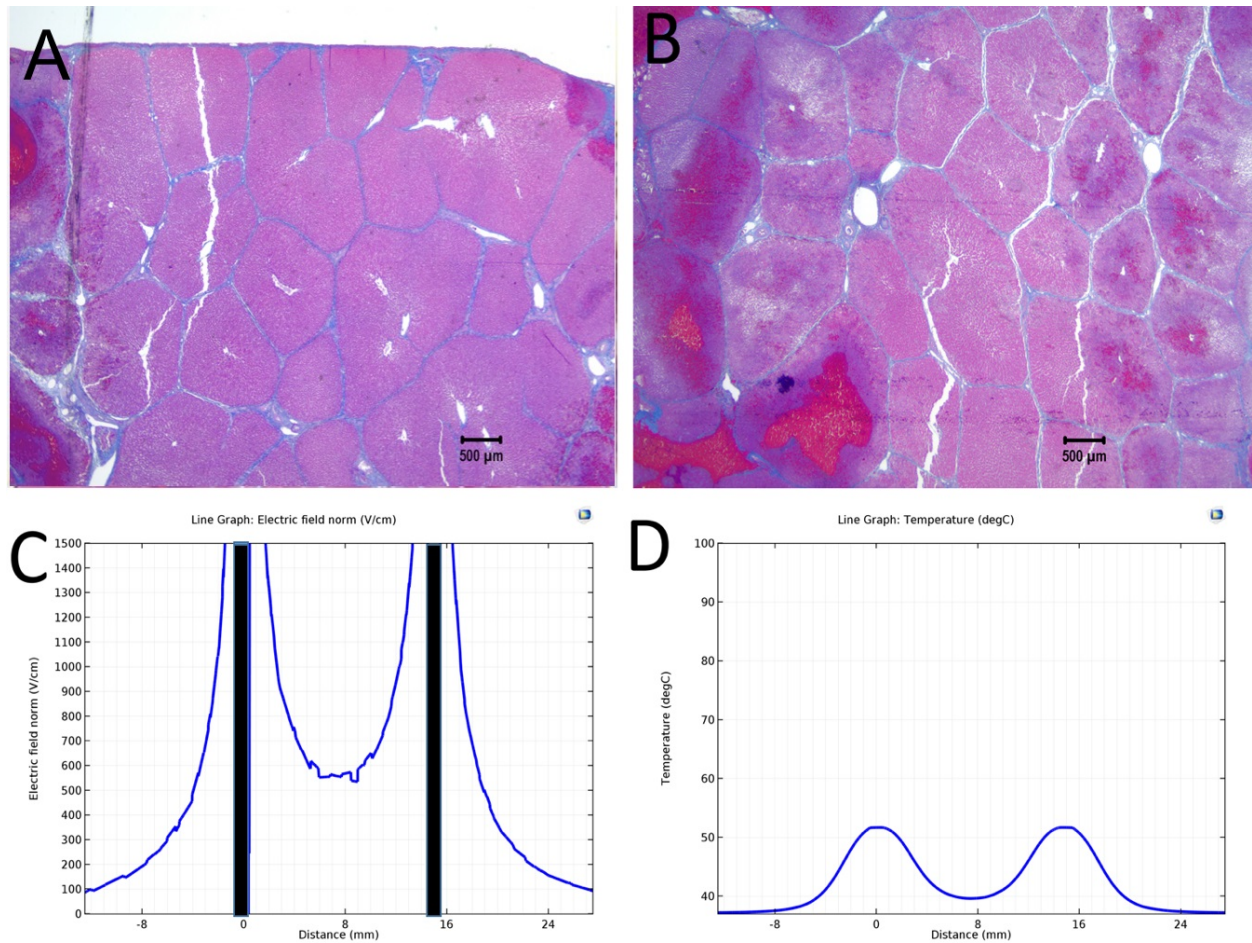 A
B
500 µm
500 µm
C
Line Graph: Electric field norm (V/cm)
1500
1400
1300
1200
1100
1000
900
800
700
600
500
400
300
200
100
0
Electric field norm (V/cm)
-8
0
8
16
24
Distance (mm)
D
Line Graph: Temperature (degC)
100
90
80
70
60
50
40
Temperature (degC)
-8
0
8
16
24
Distance (mm)